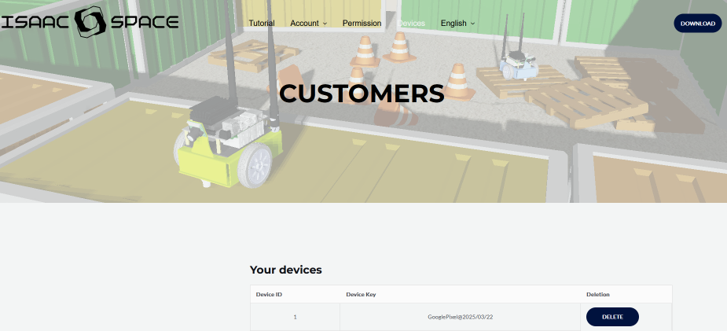 ISAAC SPACE
Tutorial Account Permission Devices English
DOWNLOAD
CUSTOMERS
Your devices
Device ID Device Key Deletion
1 GooglePixel@2025/03/22 DELETE